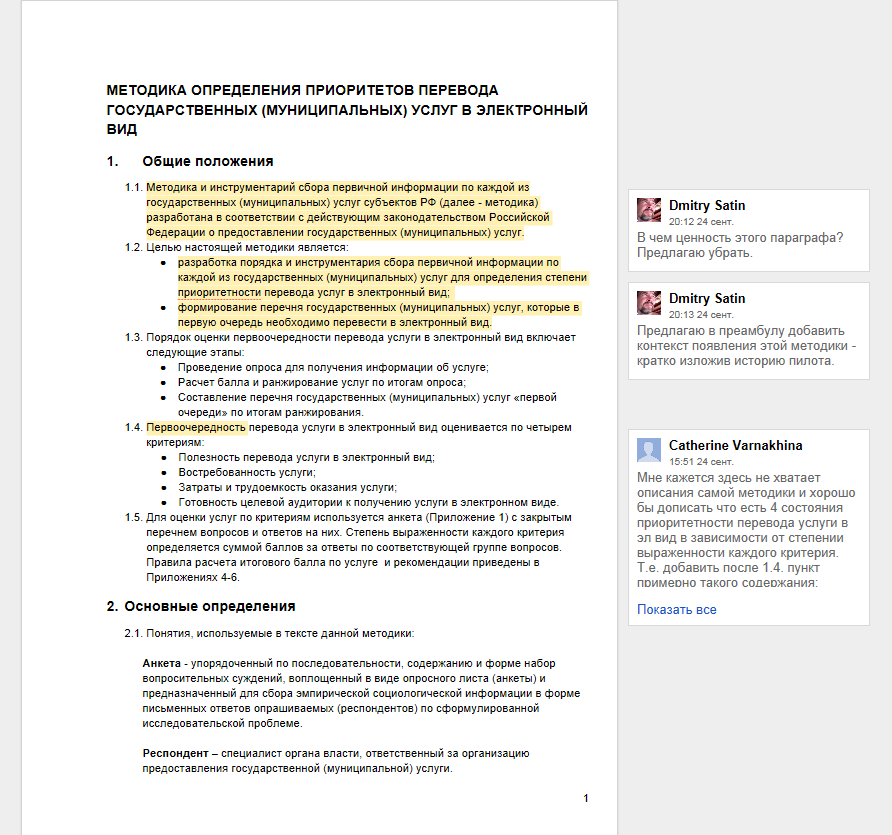 МЕТОДИКА ОПРЕДЕЛЕНИЯ ПРИОРИТЕТОВ ПЕРЕВОДА
ГОСУДАРСТВЕННЫХ (МУНИЦИПАЛЬНЫХ) УСЛУГ В ЭЛЕКТРОННЫЙ
ВИД
1. Общие положения
1.1. Методика и инструментарий сбора первичной информации по каждой из
государственных (муниципальных) услуг субъектов РФ (далее - методика)
разработана в соответствии с действующим законодательством Российской
Федерации о предоставлении государственных (муниципальных) услуг.
1.2. Целью настоящей методики является:
• разработка порядка и инструментария сбора первичной информации по
каждой из государственных (муниципальных) услуг для определения степени
приоритетности перевода услуг в электронный вид;
• формирование перечня государственных (муниципальных) услуг, которые в
первую очередь необходимо перевести в электронный вид.
1.3. Порядок оценки первоочередности перевода услуги в электронный вид включает
следующие этапы:
• Проведение опроса для получения информации об услуге;
• Расчет балла и ранжирование услуг по итогам опроса;
• Составление перечня государственных (муниципальных) услуг «первой
очереди» по итогам ранжирования.
1.4. Первоочередность перевода услуги в электронный вид оценивается по четырем
критериям:
• Полезность перевода услуги в электронный вид;
• Востребованность услуги;
• Затраты и трудоемкость оказания услуги;
• Готовность целевой аудитории к получению услуги в электронном виде.
1.5. Для оценки услуг по критериям используется анкета (Приложение 1) с закрытым
перечнем вопросов и ответов на них. Степень выраженности каждого критерия
определяется суммой баллов за ответы по соответствующей группе вопросов.
Правила расчета итогового балла по услуге и рекомендации приведены в
Приложениях 4-6.
2. Основные определения
2.1. Понятия, используемые в тексте данной методики:
Анкета - упорядоченный по последовательности, содержанию и форме набор
вопросительных суждений, воплощенный в виде опросного листа (анкеты) и
предназначенный для сбора эмпирической социологической информации в форме
письменных ответов опрашиваемых (респондентов) по сформулированной
исследовательской проблеме.
Респондент – специалист органа власти, ответственный за организацию
предоставления государственной (муниципальной) услуги.
1
Dmitry Satin
20:12 24 сент.
В чем ценность этого параграфа?
Предлагаю убрать.
Dmitry Satin
20:13 24 сент.
Предлагаю в преамбулу добавить
контекст появления этой методики -
кратко изложив историю пилота.
Catherine Varnakhina
15:51 24 сент.
Мне кажется здесь не хватает
описания самой методики и хорошо
бы дописать что есть 4 состояния
приоритетности перевода услуги в
эл вид в зависимости от степении
выраженности каждого критерия.
Т.е. добавить после 1.4. пункт
примерно такого содержания:
Показать все